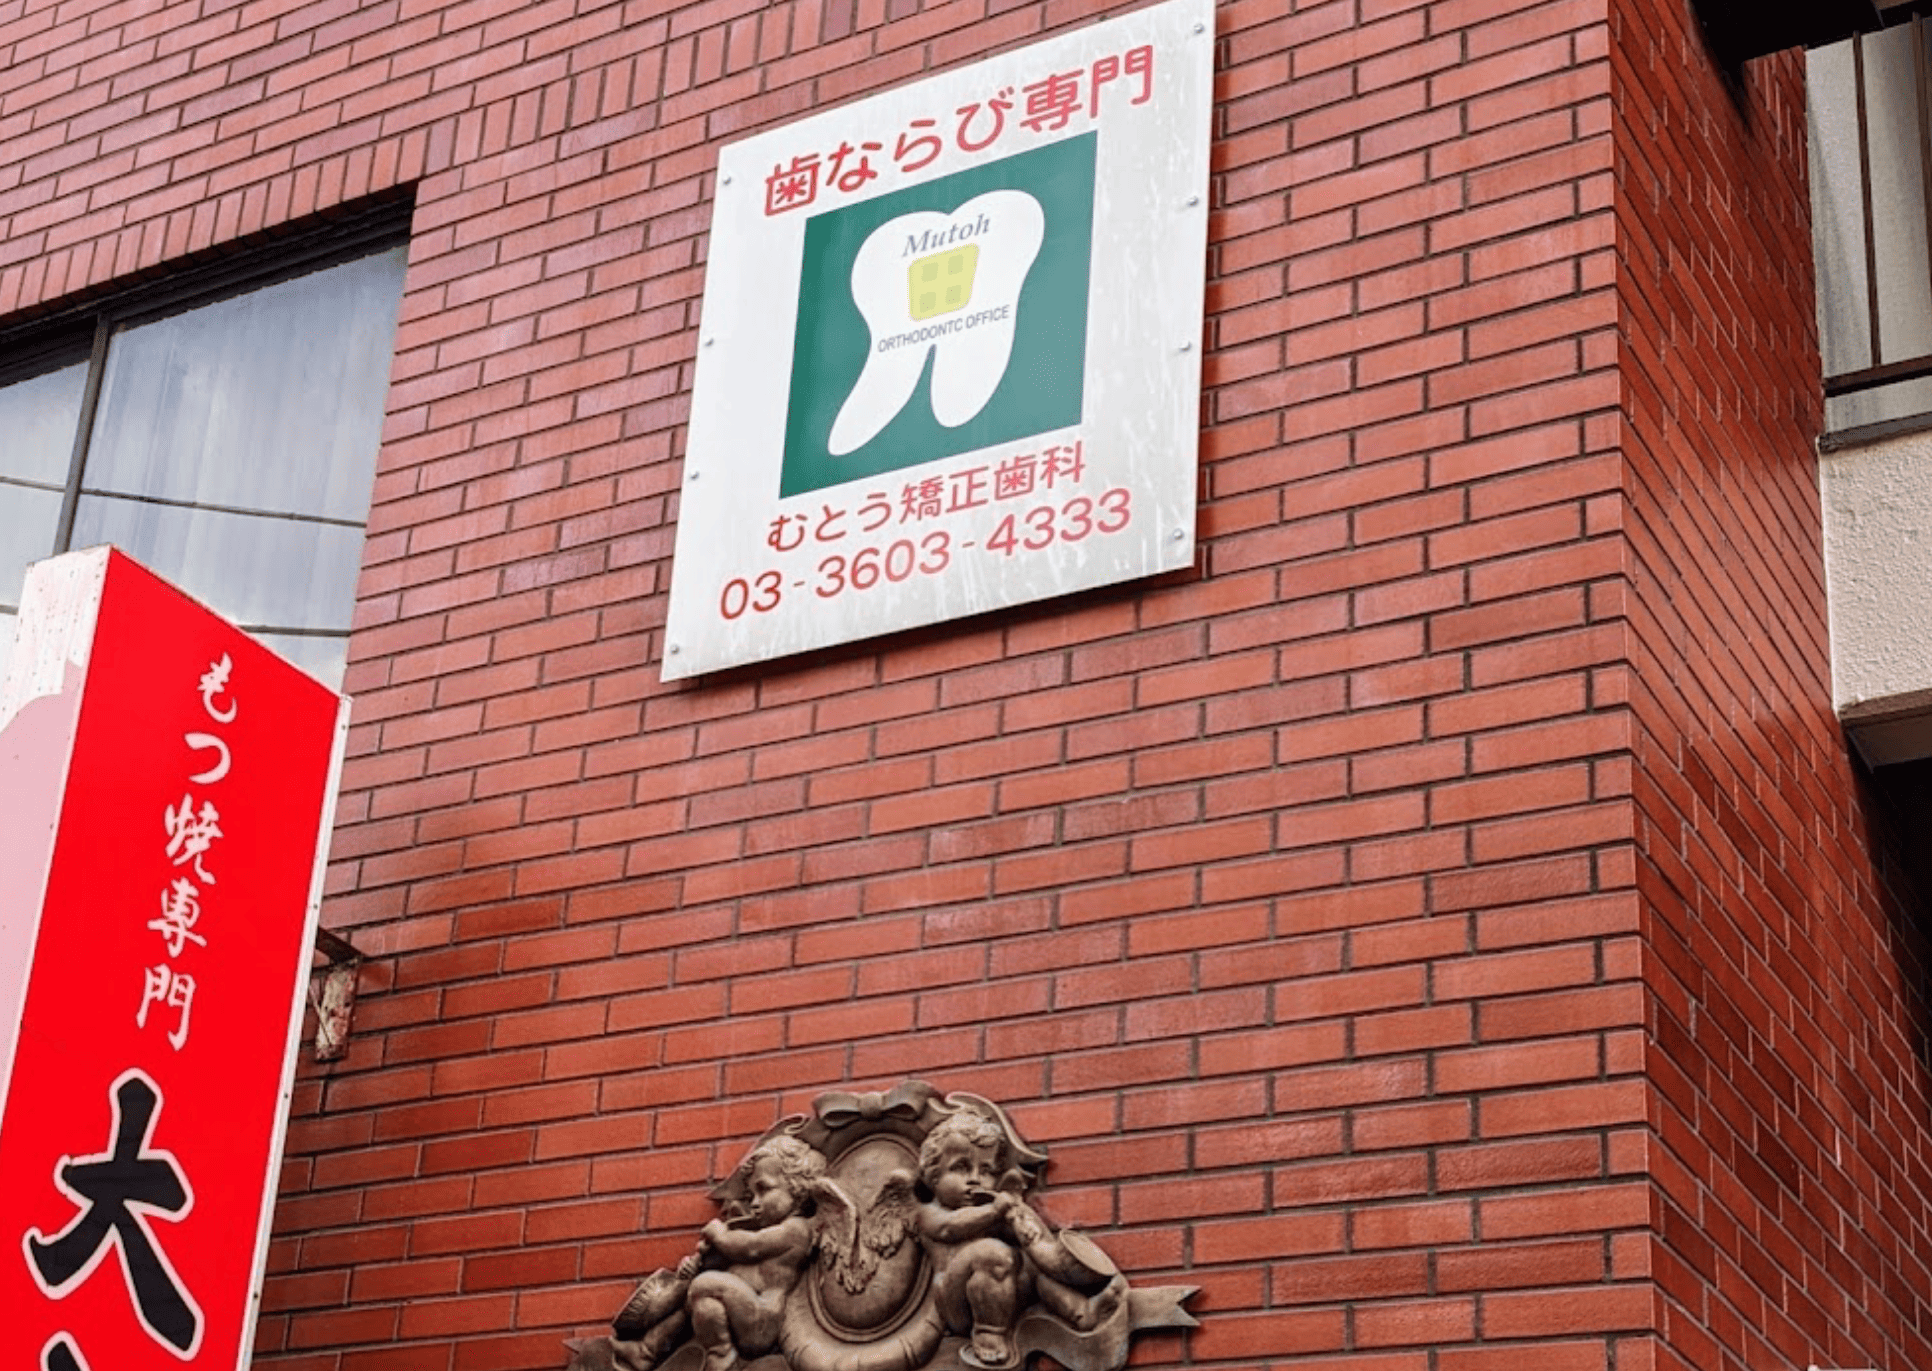 歯ならび専門
Mutoh
ORTHODONTC OFFICE
むとう矯正歯科
03-3603-4333
もつ焼専門
大